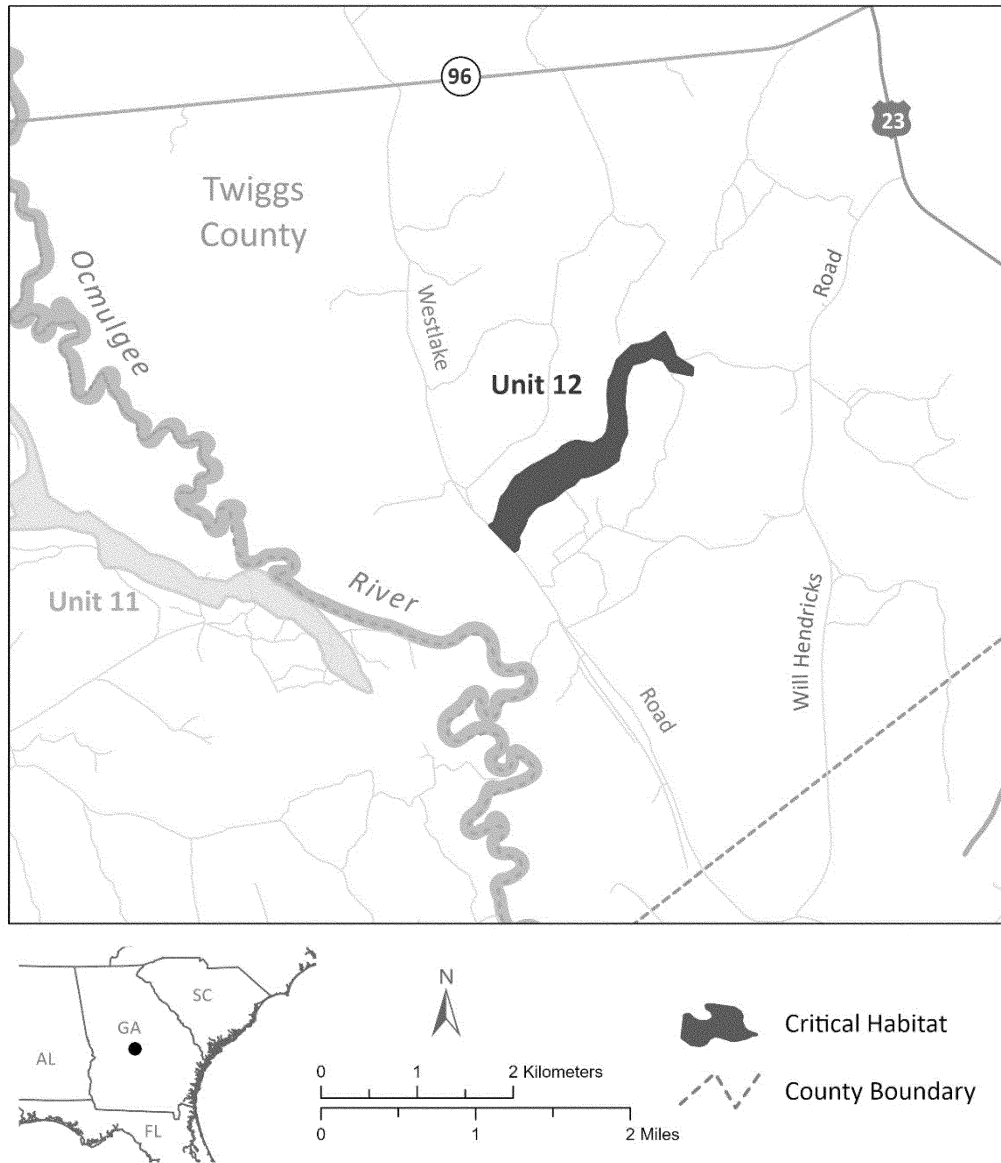 96
23
Twiggs
County
Ocmulgee
River
Westlake
Road
Road
Will Hendricks
Unit 12
Unit 11
SC
GA
AL
FL
N
0 1 2 Kilometers
0 1 2 Miles
Critical Habitat
County Boundary